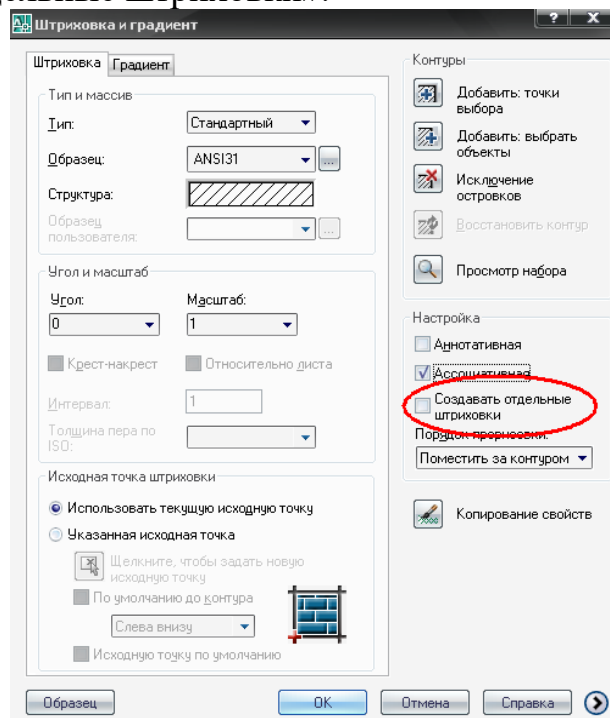 Штриховка и градиент
Штриховка Градиент
Тип и массив
Тип: Стандартный
Образец: ANSI31 ...
Структура:
Образец пользователя: ...
Угол и масштаб
Угол: Масштаб:
0 1
Крест-накрест Относительно листа
Интервал: 1
Толщина пера по ISO:
Исходная точка штриховки
Использовать текущую исходную точку
Указанная исходная точка
Щелкните, чтобы задать новую
исходную точку
По умолчанию до контура
Слева внизу
Исходную точку по умолчанию
Контуры
Добавить: точки
выбора
Добавить: выбрать
объекты
Исключение
островков
Восстановить контур
Просмотр набора
Настройка
Аннотативная
Ассоциативная
Создавать отдельные
штриховки
Порядок прорисовки:
Поместить за контуром
Копирование свойств
Образец OK Отмена Справка